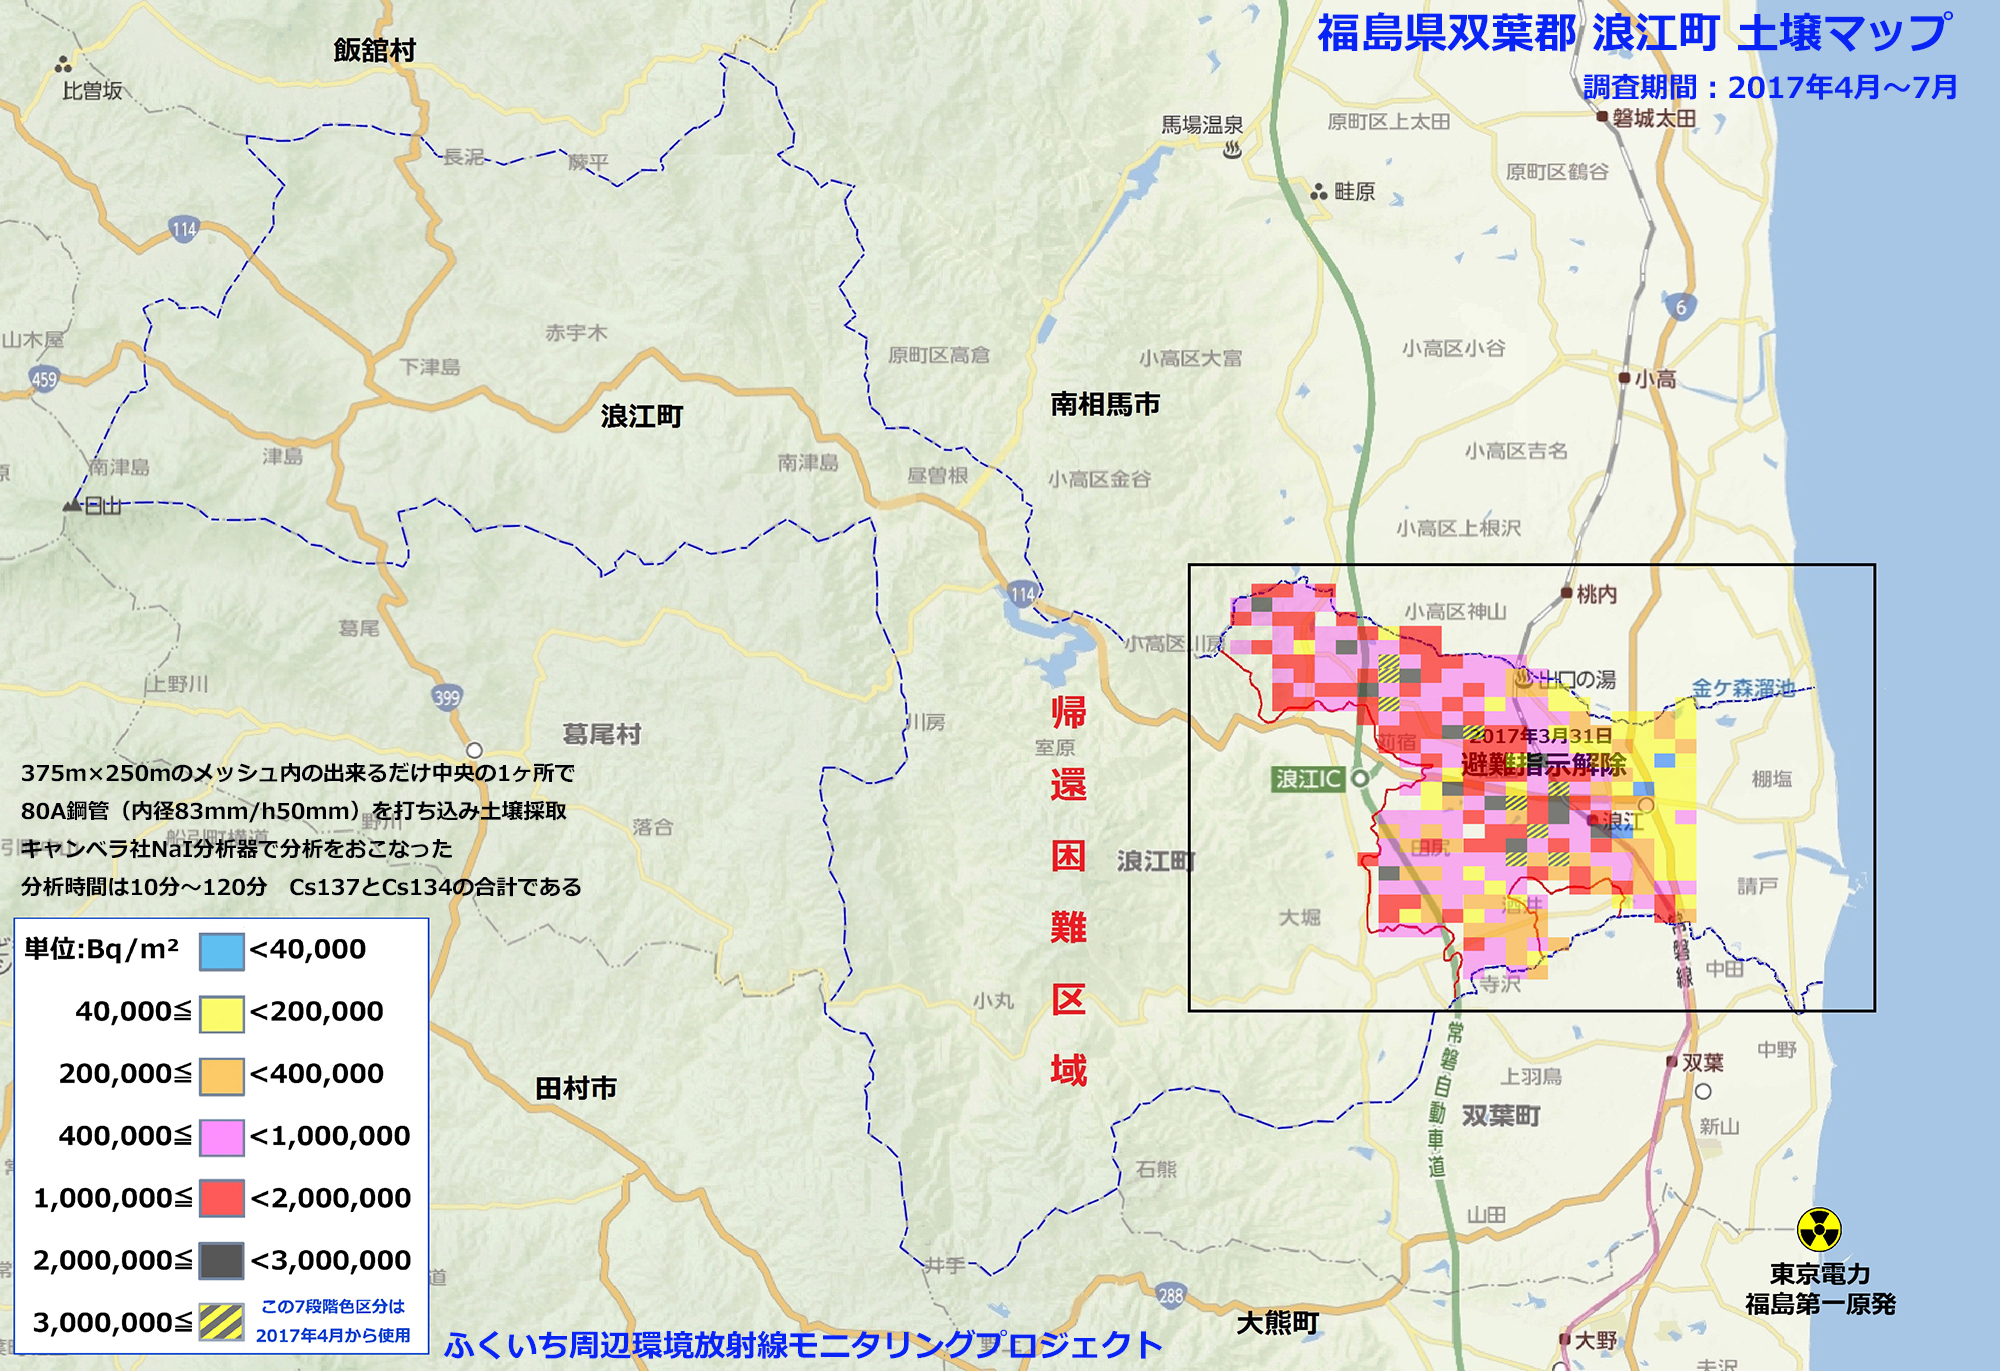 福島県双葉郡 浪江町 土壌マップ
調査期間：2017年4月～7月
飯舘村
比曽坂
長泥
蕨平
馬場温泉
原町区上太田
磐城太田
原町区鶴谷
畦原
114
6
山木屋
459
赤宇木
下津島
原町区高倉
小高区大富
小高区小谷
小高
浪江町
南相馬市
南津島
津島
南津島
昼曽根
小高区金谷
小高区吉名
日山
小高区上根沢
114
桃内
葛尾
小高区神山
小高区川房
上野川
399
出口の湯
金ケ森溜池
川房
葛尾村
室原
苅宿
2017年3月31日
避難指示解除
浪江IC
棚塩
帰還困難区域
375m×250mのメッシュ内の出来るだけ中央の1ヶ所で
80A鋼管（内径83mm/h50mm）を打ち込み土壌採取
キャンベラ社NaI分析器で分析をおこなった
分析時間は10分～120分　Cs137とCs134の合計である
野川
船引町横道
落合
浪江
田尻
浪江町
請戸
大堀
酒井
常磐線
中田
寺沢
小丸
単位:Bq/m² <40,000
40,000≦ <200,000
200,000≦ <400,000
400,000≦ <1,000,000
1,000,000≦ <2,000,000
2,000,000≦ <3,000,000
3,000,000≦ この7段階色区分は
2017年4月から使用
常磐自動車道
双葉
中野
上羽鳥
田村市
双葉町
新山
石熊
山田
井手
288
東京電力
福島第一原発
大熊町
大野
ふくいち周辺環境放射線モニタリングプロジェクト